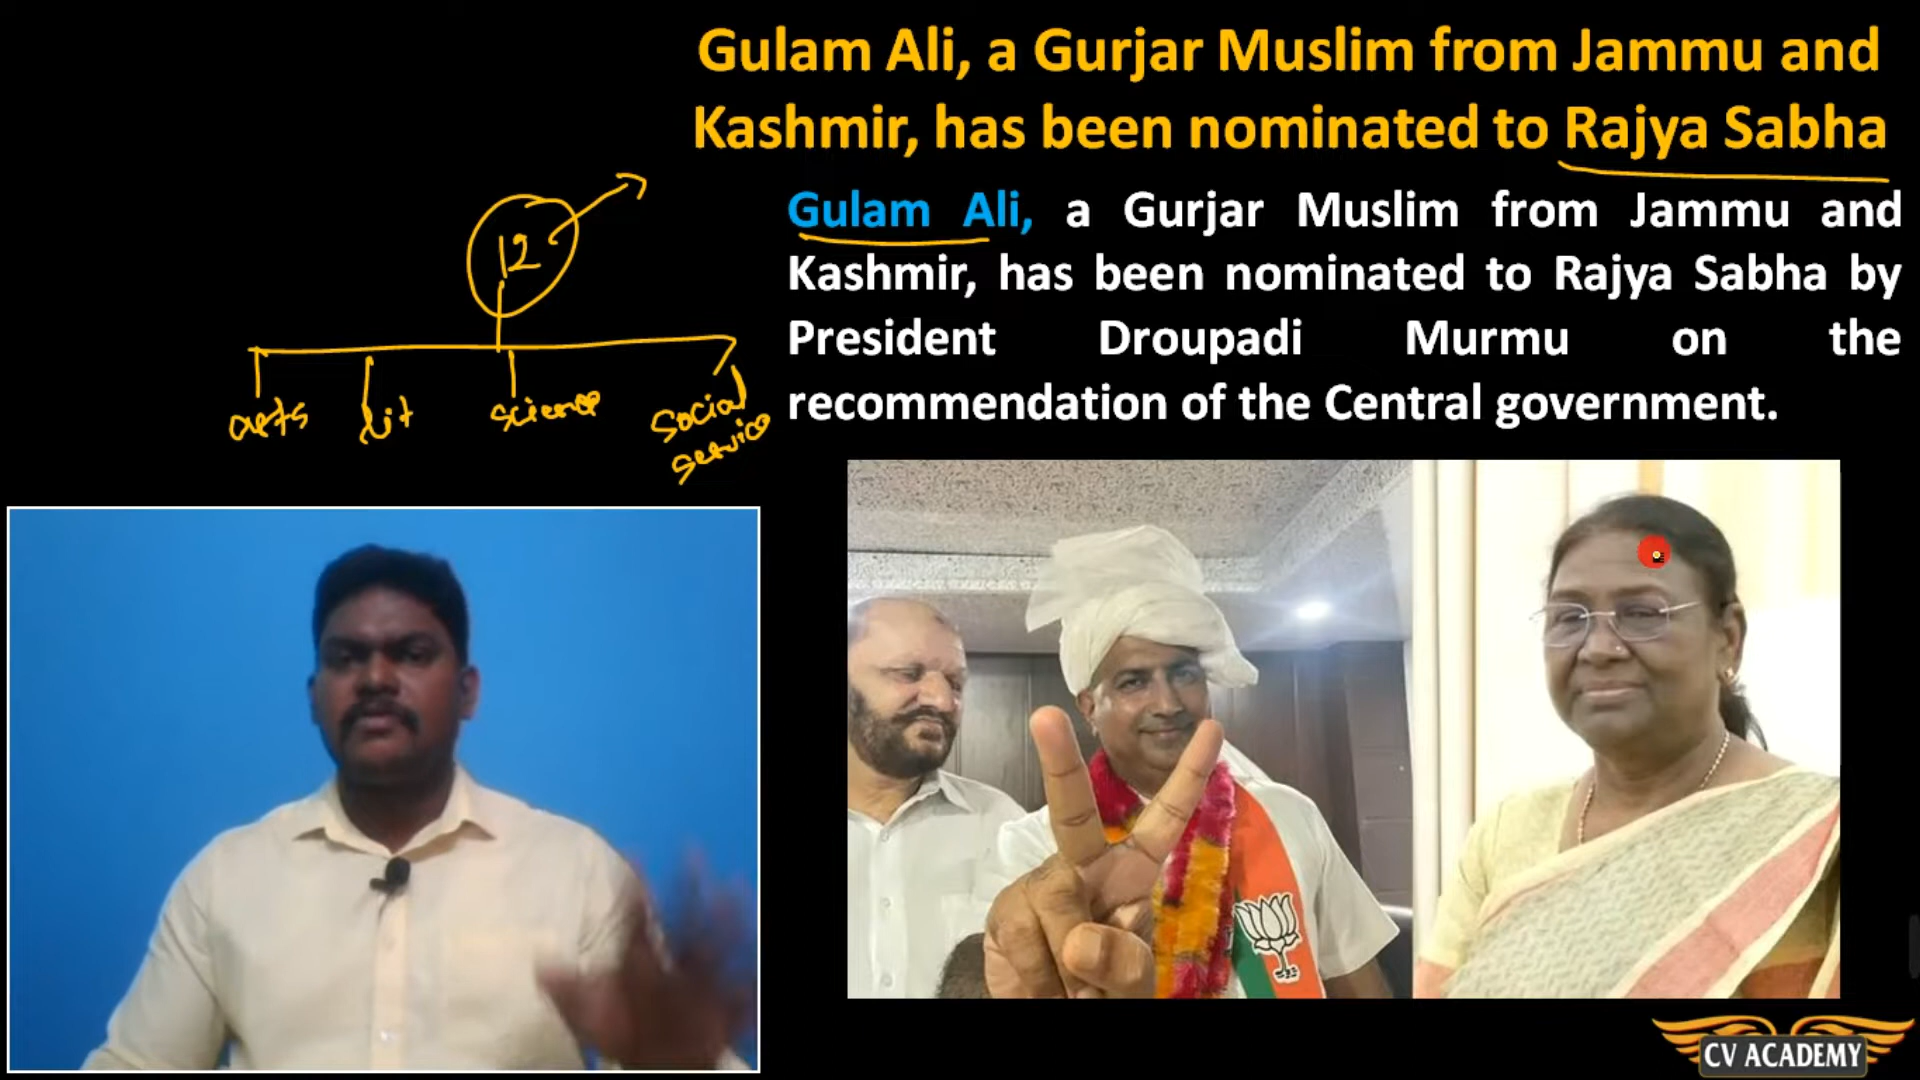 Gulam Ali, a Gurjar Muslim from Jammu and
Kashmir, has been nominated to Rajya Sabha
Gulam Ali, a Gurjar Muslim from Jammu and
Kashmir, has been nominated to Rajya Sabha by
President Droupadi Murmu on the
recommendation of the Central government.
12
arts lit science social
service
CV ACADEMY